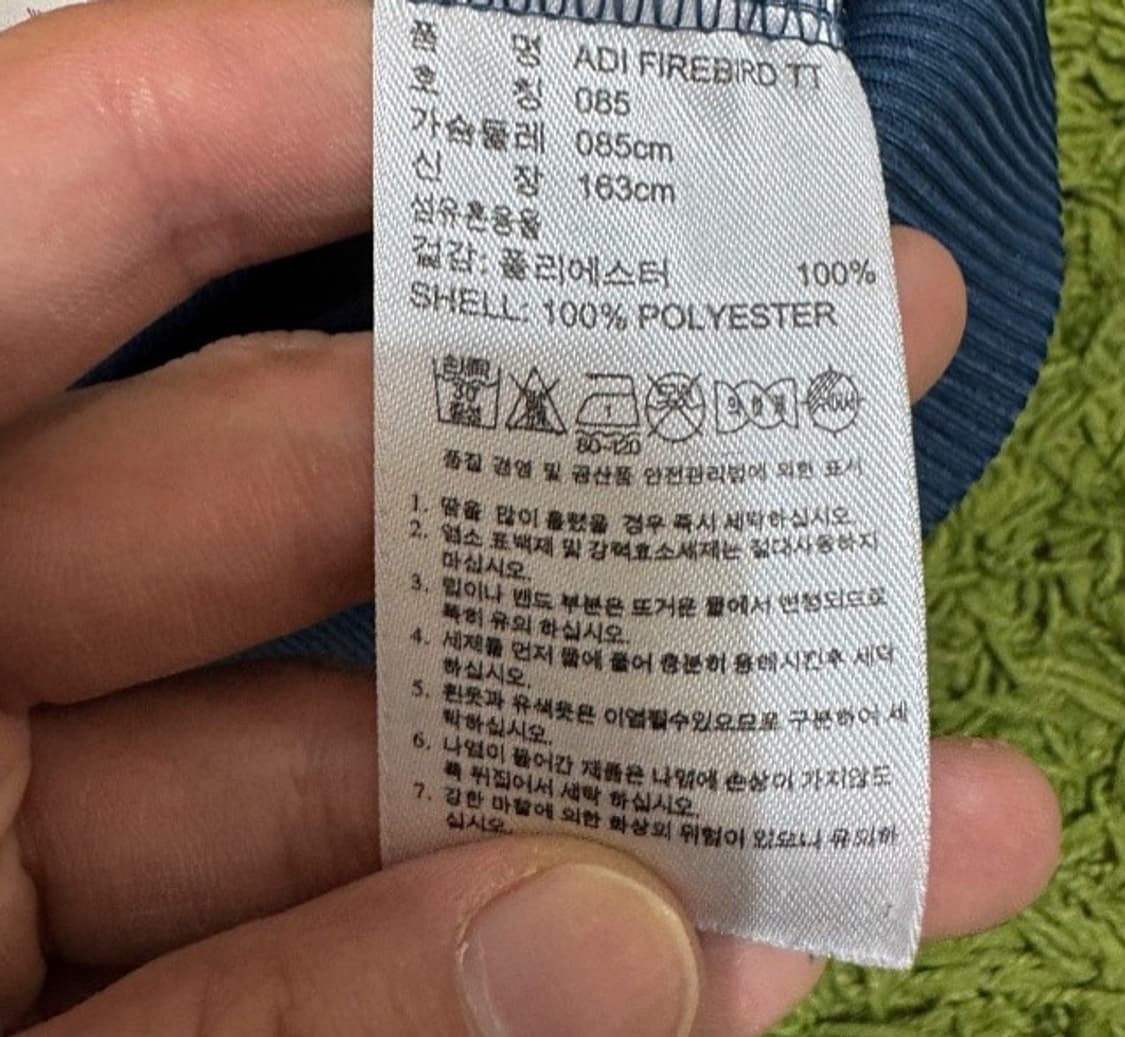 품 명 ADI FIREBIRD TT
호 칭 085
가슴둘레 085cm
신 장 163cm
섬유혼용율
겉감: 폴리에스터 100%
SHELL: 100% POLYESTER
손세탁 30° 중성
80~120
품질 경영 및 공산품 안전관리법에 의한 표시
1. 땀을 많이 흘렸을 경우 즉시 세탁하십시오.
2. 염소 표백제 및 강력효소세제는 절대사용하지
마십시오.
3. 립이나 밴드 부분은 뜨거운 물에서 변형되므로
특히 유의 하십시오.
4. 세제를 먼저 물에 풀어 충분히 용해시킨후 세탁
하십시오.
5. 흰옷과 유색옷은 이염될수있으므로 구분하여 세
탁하십시오.
6. 나염이 들어간 제품은 나염에 손상이 가지않도
록 뒤집어서 세탁 하십시오.
7. 강한 마찰에 의한 화상의 위험이 있으니 유의하
십시오.